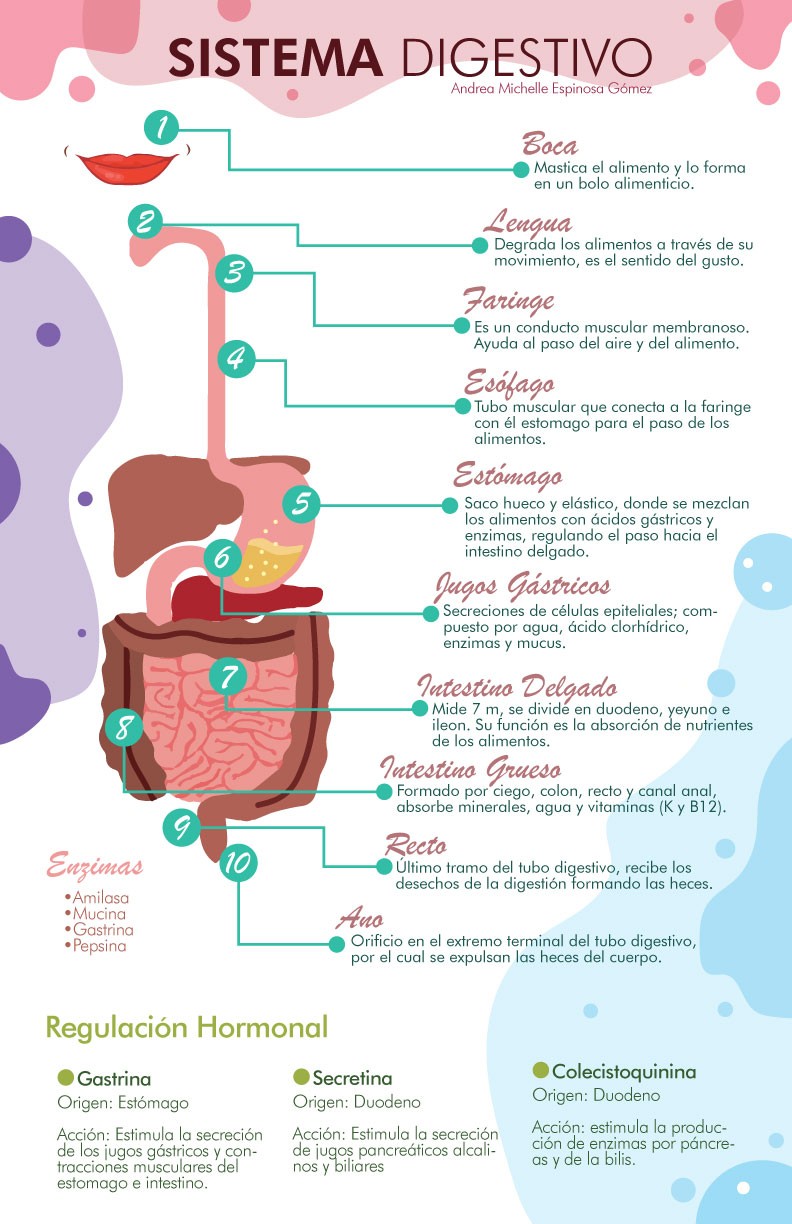 SISTEMA DIGESTIVO
Andrea Michelle Espinosa Gómez
1
Boca
Mastica el alimento y lo forma
en un bolo alimenticio.
2
Lengua
Degrada los alimentos a través de su
movimiento, es el sentido del gusto.
3
Faringe
Es un conducto muscular membranoso.
Ayuda al paso del aire y del alimento.
4
Esófago
Tubo muscular que conecta a la faringe
con él estomago para el paso de los
alimentos.
5
Estómago
Saco hueco y elástico, donde se mezclan
los alimentos con ácidos gástricos y
enzimas, regulando el paso hacia el
intestino delgado.
6
Jugos Gástricos
Secreciones de células epiteliales; com-
puesto por agua, ácido clorhídrico,
enzimas y mucus.
7
Intestino Delgado
Mide 7 m, se divide en duodeno, yeyuno e
ileon. Su función es la absorción de nutrientes
de los alimentos.
8
Intestino Grueso
Formado por ciego, colon, recto y canal anal,
absorbe minerales, agua y vitaminas (K y B12).
9
Recto
Último tramo del tubo digestivo, recibe los
desechos de la digestión formando las heces.
10
Ano
Orificio en el extremo terminal del tubo digestivo,
por el cual se expulsan las heces del cuerpo.
Enzimas
•Amilasa
•Mucina
•Gastrina
•Pepsina
Regulación Hormonal
Gastrina
Origen: Estómago
Acción: Estimula la secreción
de los jugos gástricos y con-
tracciones musculares del
estomago e intestino.
Secretina
Origen: Duodeno
Acción: Estimula la secreción
de jugos pancreáticos alcali-
nos y biliares
Colecistoquinina
Origen: Duodeno
Acción: estimula la produc-
ción de enzimas por páncre-
as y de la bilis.